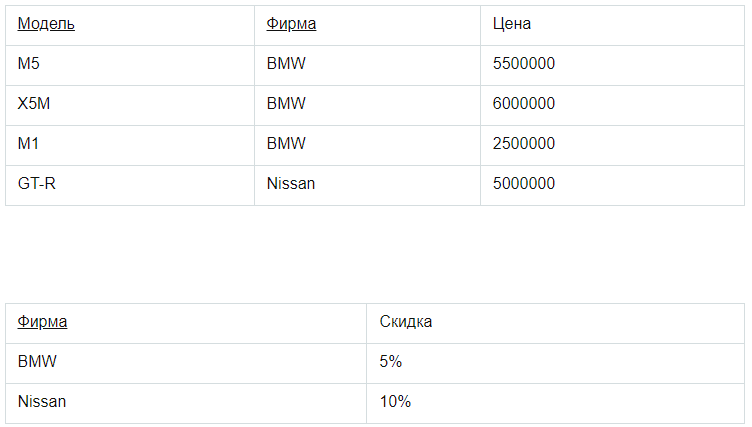 Модель Фирма Цена
M5 BMW 5500000
X5M BMW 6000000
M1 BMW 2500000
GT-R Nissan 5000000
Фирма Скидка
BMW 5%
Nissan 10%